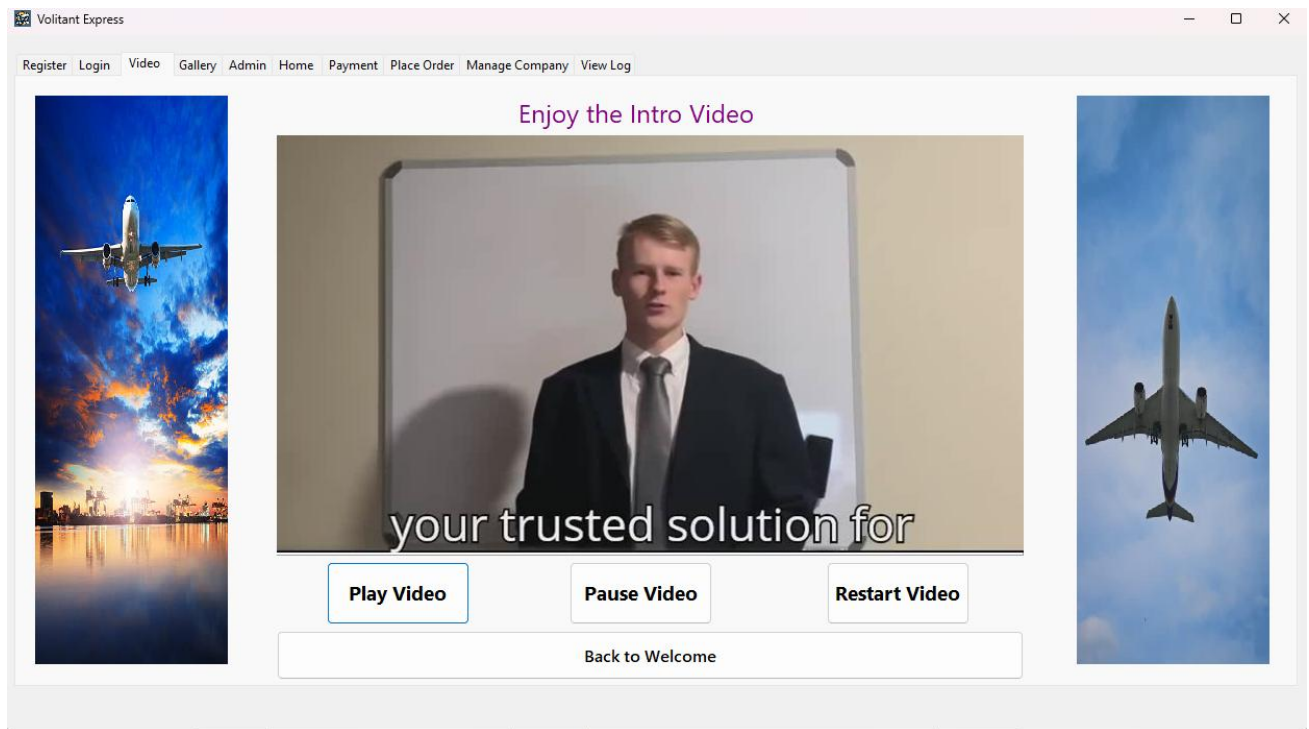 Volitant Express
Register Login Video Gallery Admin Home Payment Place Order Manage Company View Log
Enjoy the Intro Video
your trusted solution for
Play Video Pause Video Restart Video
Back to Welcome